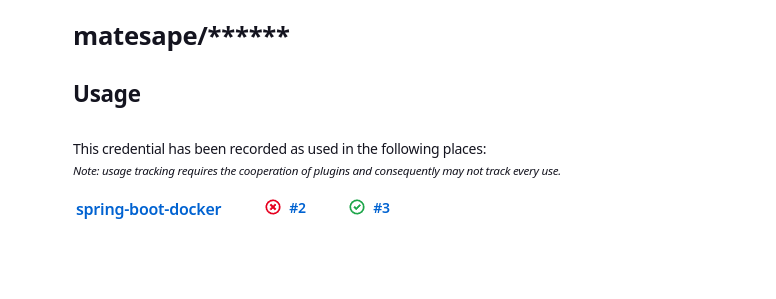 matesape/******
Usage
This credential has been recorded as used in the following places:
Note: usage tracking requires the cooperation of plugins and consequently may not track every use.
spring-boot-docker #2 #3